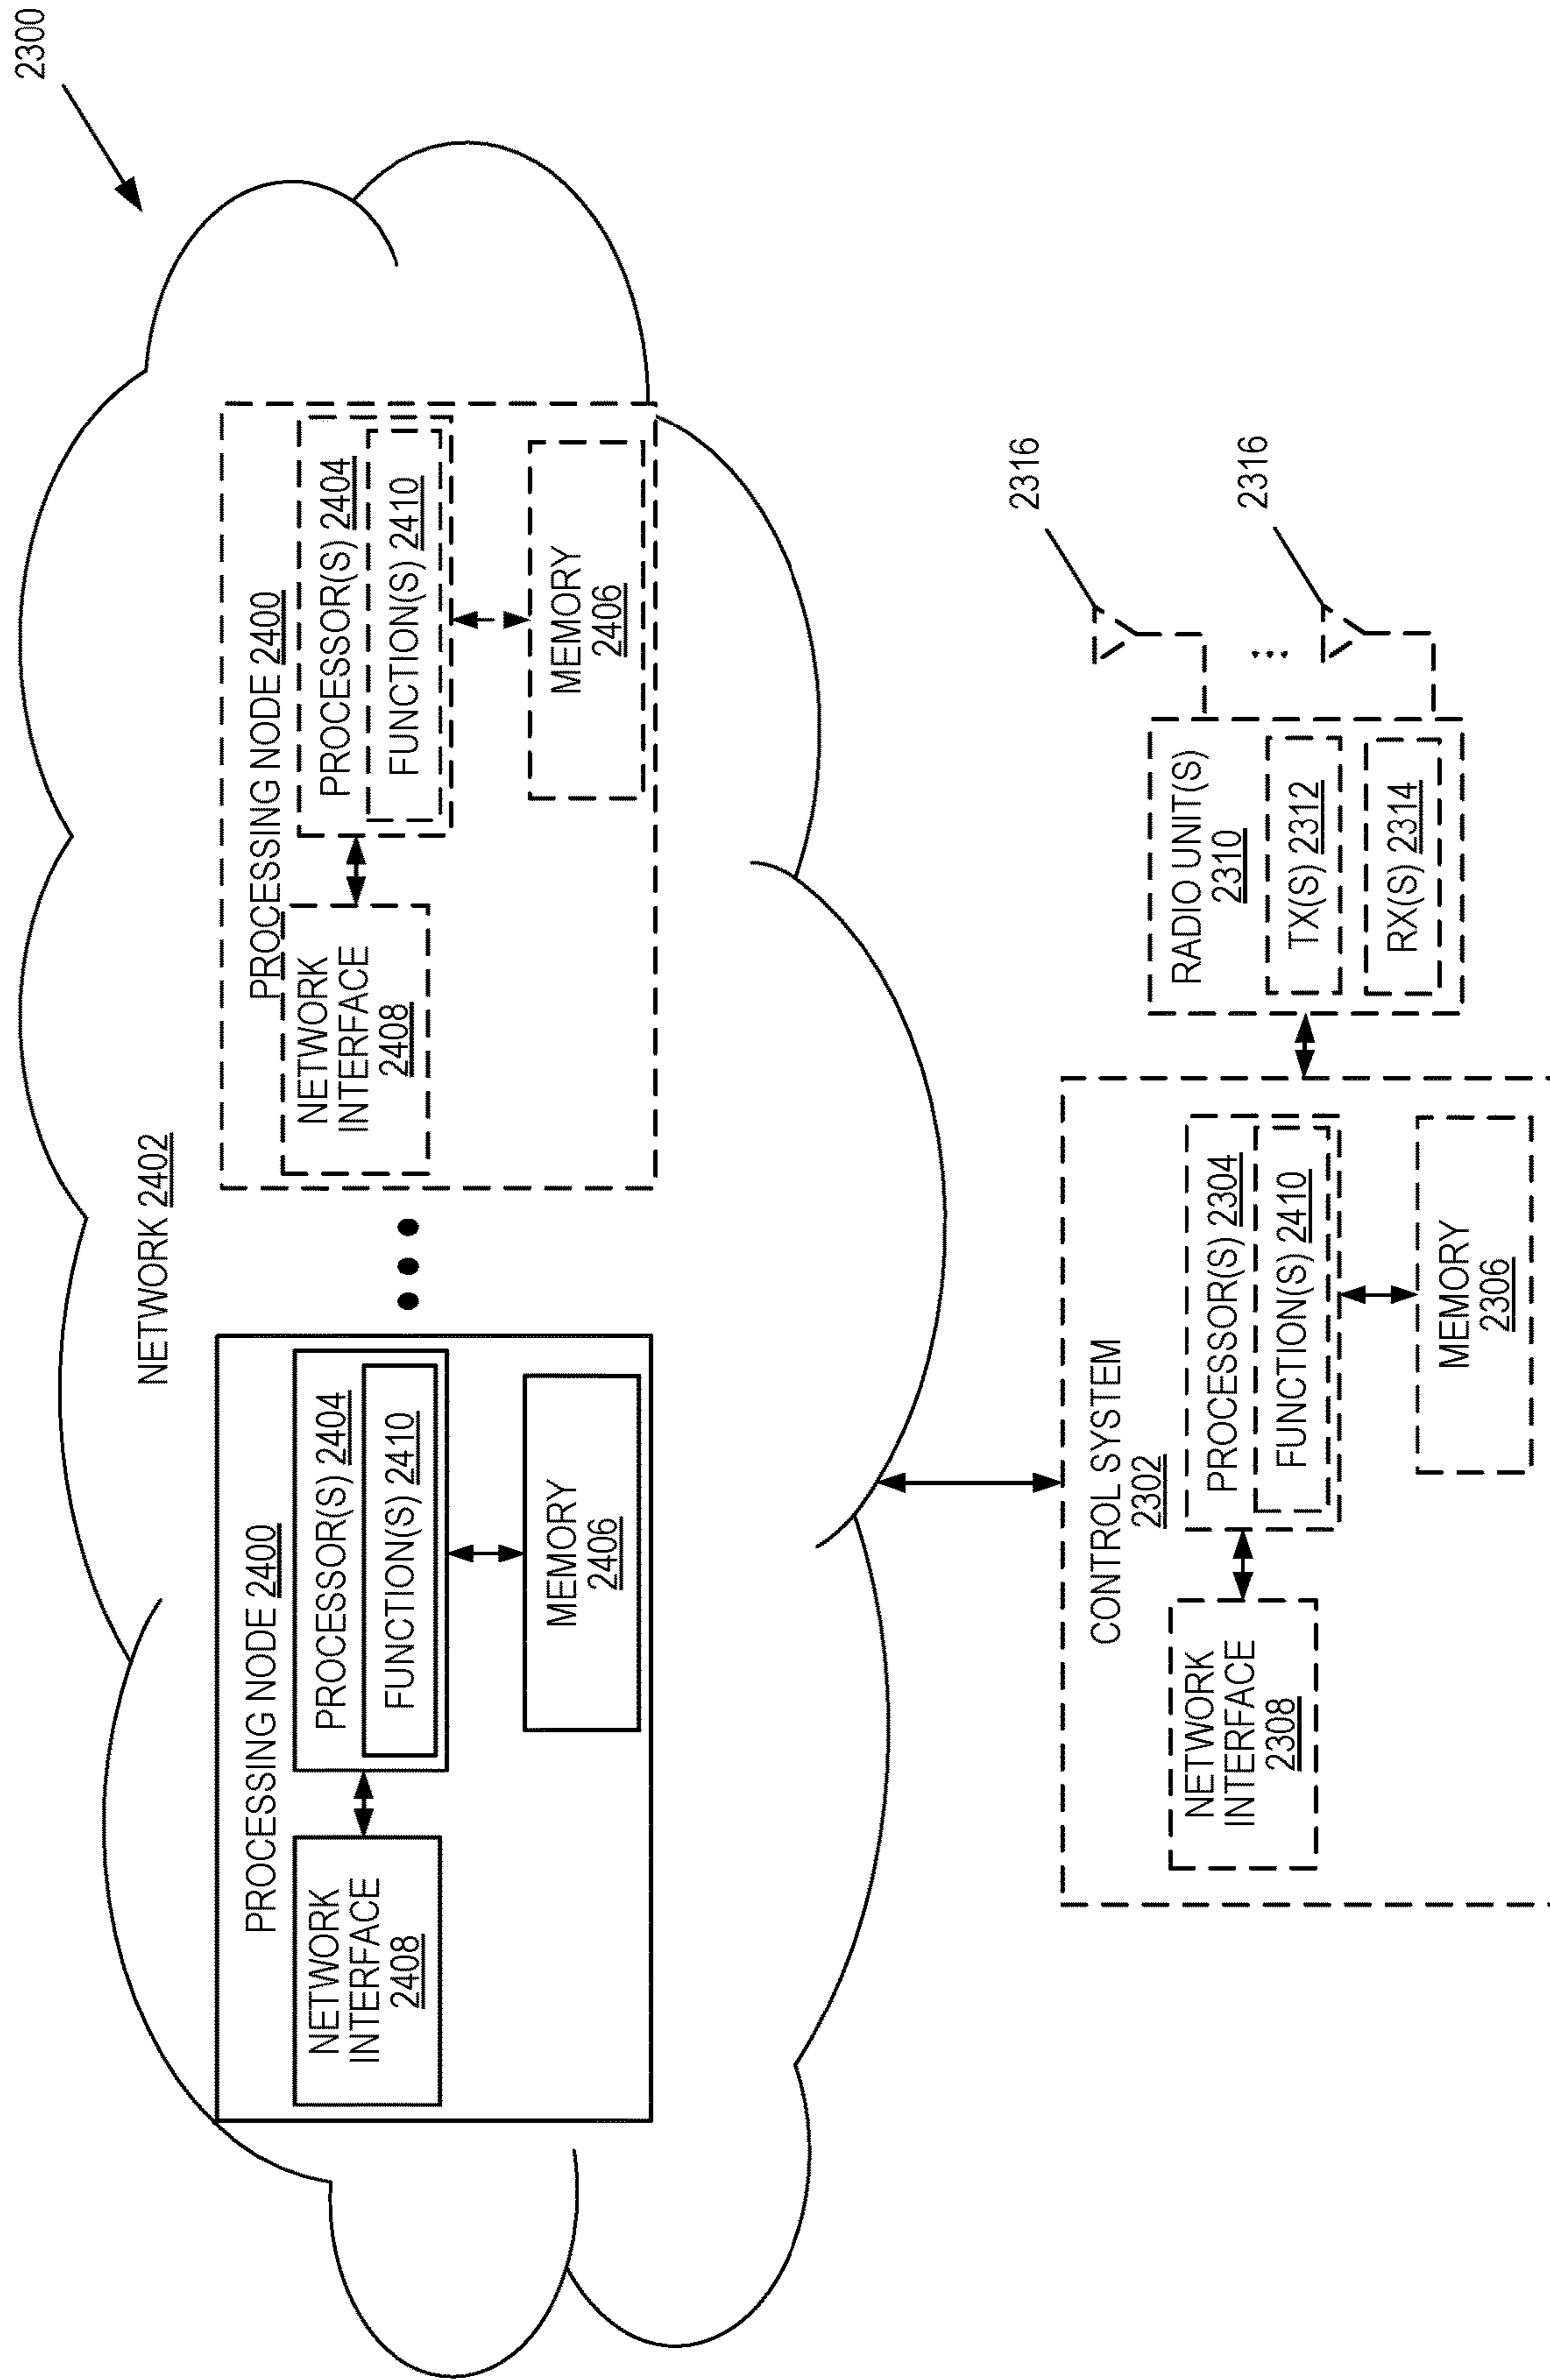 2300
NETWORK 2402
PROCESSING NODE 2400
NETWORK
INTERFACE
2408
PROCESSOR(S) 2404
FUNCTION(S) 2410
MEMORY
2406
PROCESSING NODE 2400
NETWORK
INTERFACE
2408
PROCESSOR(S) 2404
FUNCTION(S) 2410
MEMORY
2406
CONTROL SYSTEM
2302
NETWORK
INTERFACE
2308
PROCESSOR(S) 2304
FUNCTION(S) 2410
MEMORY
2306
RADIO UNIT(S)
2310
TX(S) 2312
RX(S) 2314
2316
2316